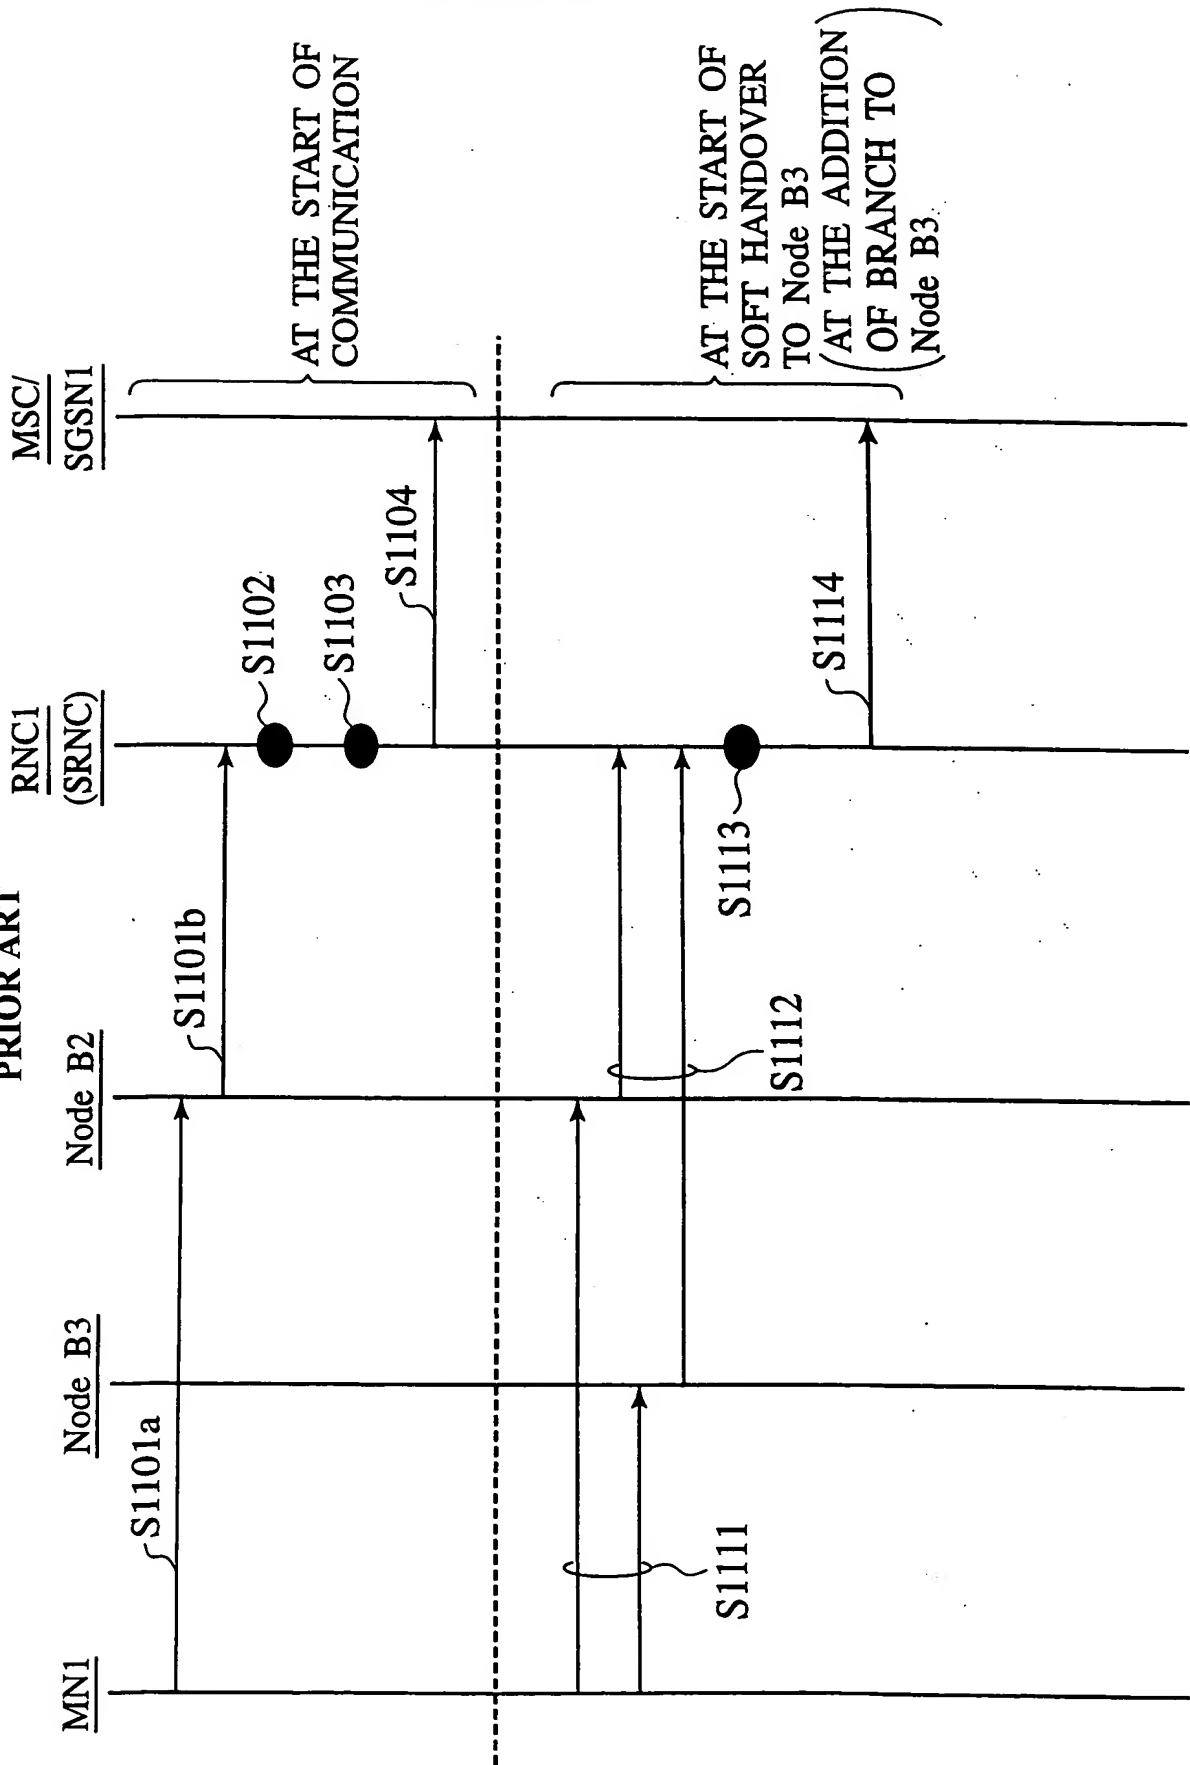 PRIOR ART
MN1
Node B3
Node B2
RNC1
(SRNC)
MSC/
SGSN1
S1101a
S1101b
S1102
S1103
S1104
AT THE START OF
COMMUNICATION
S1111
S1112
S1113
S1114
AT THE START OF
SOFT HANDOVER
TO Node B3
(AT THE ADDITION
OF BRANCH TO
Node B3)